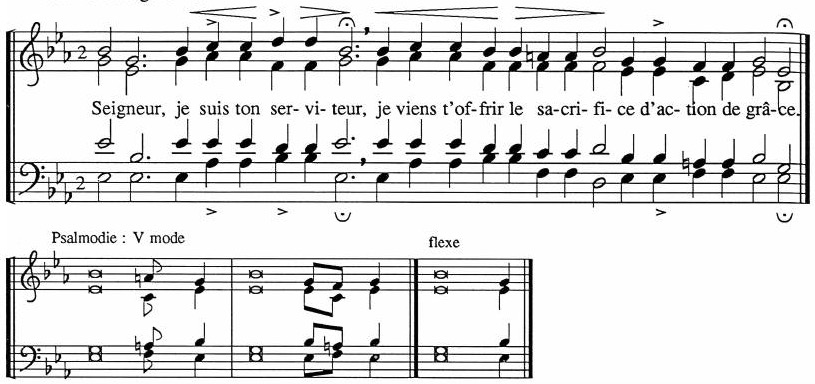 Seigneur, je suis ton ser- vi- teur, je viens t'of-frir le sa-cri- fi- ce d'ac- tion de grâ-ce.
Psalmodie : V mode
flexe